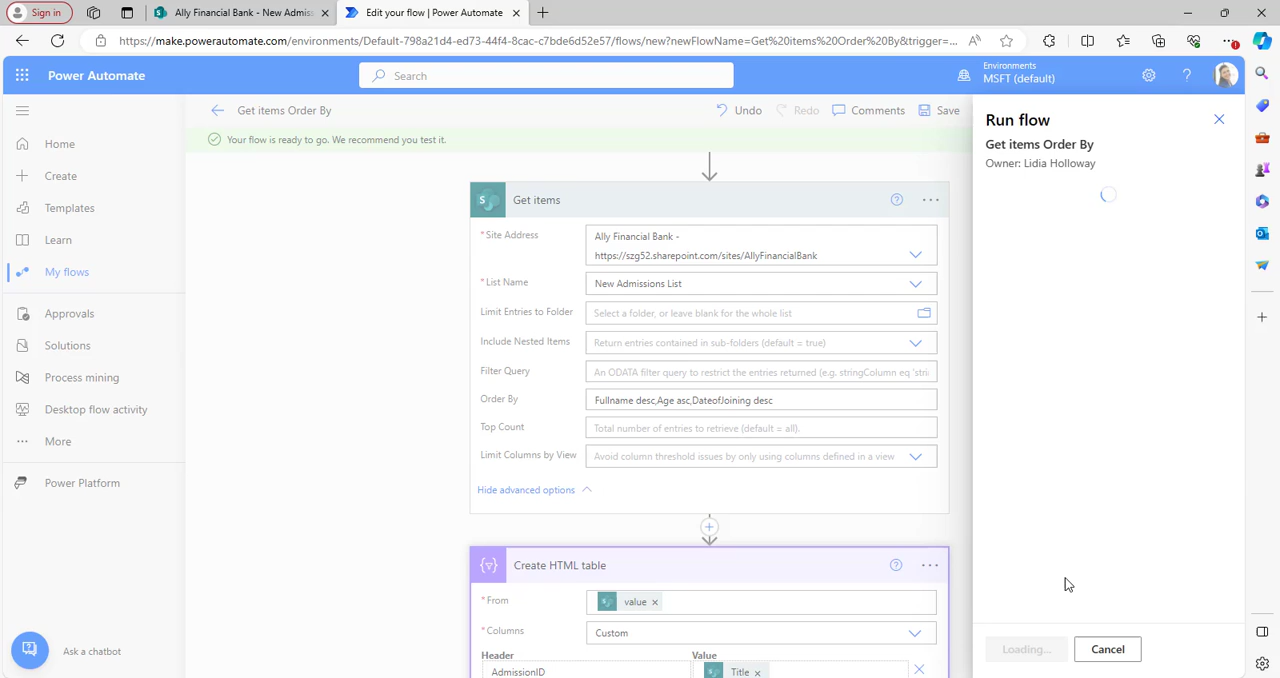 Sign in
Ally Financial Bank - New Admis
Edit your flow | Power Automate
https://make.powerautomate.com/environments/Default-798a21d4-ed73-44f4-8cac-c7bde6d52e57/flows/new?newFlowName=Get%20items%20Order%20By&trigger=...
Power Automate
Search
Environments
MSFT (default)
Get items Order By
Undo
Redo
Comments
Save
Your flow is ready to go. We recommend you test it.
Home
Create
Templates
Learn
My flows
Approvals
Solutions
Process mining
Desktop flow activity
More
Power Platform
Ask a chatbot
Get items
* Site Address
Ally Financial Bank -
https://szg52.sharepoint.com/sites/AllyFinancialBank
* List Name
New Admissions List
Limit Entries to Folder
Select a folder, or leave blank for the whole list
Include Nested Items
Return entries contained in sub-folders (default = true)
Filter Query
An ODATA filter query to restrict the entries returned (e.g. stringColumn eq 'stri
Order By
Fullname desc,Age asc,DateofJoining desc
Top Count
Total number of entries to retrieve (default = all).
Limit Columns by View
Avoid column threshold issues by only using columns defined in a view
Hide advanced options
Create HTML table
* From
value
* Columns
Custom
Header
Value
AdmissionID
Title
Run flow
Get items Order By
Owner: Lidia Holloway
Loading...
Cancel